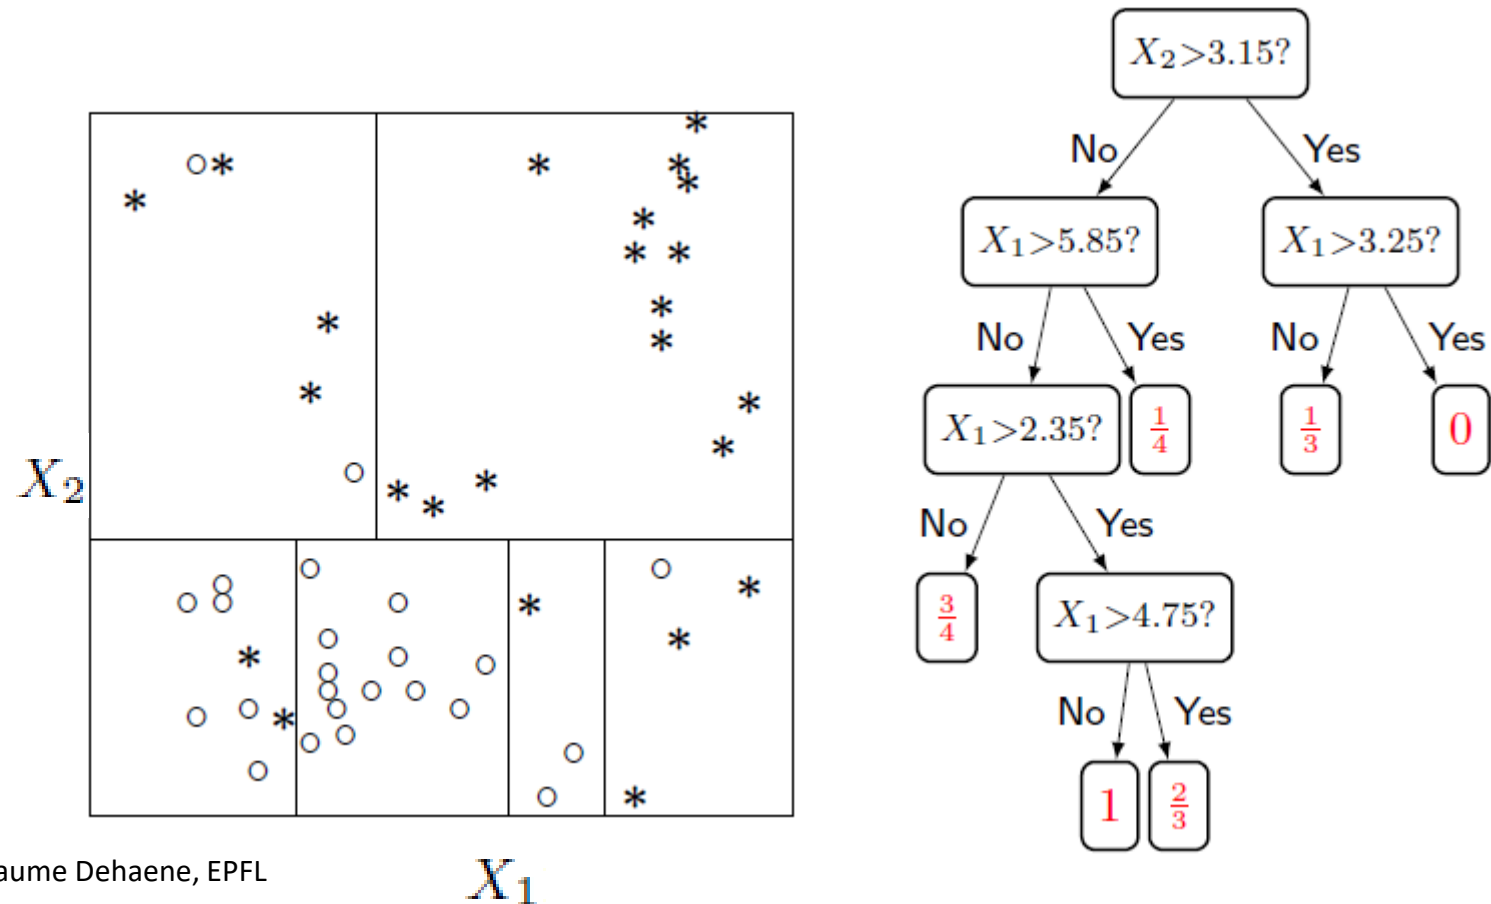 X₂>3.15?
No
Yes
X₁>5.85?
X₁>3.25?
No
Yes
No
Yes
X₁>2.35?
1/4
1/3
0
X₂
No
Yes
3/4
X₁>4.75?
No
Yes
1
2/3
aume Dehaene, EPFL
X₁